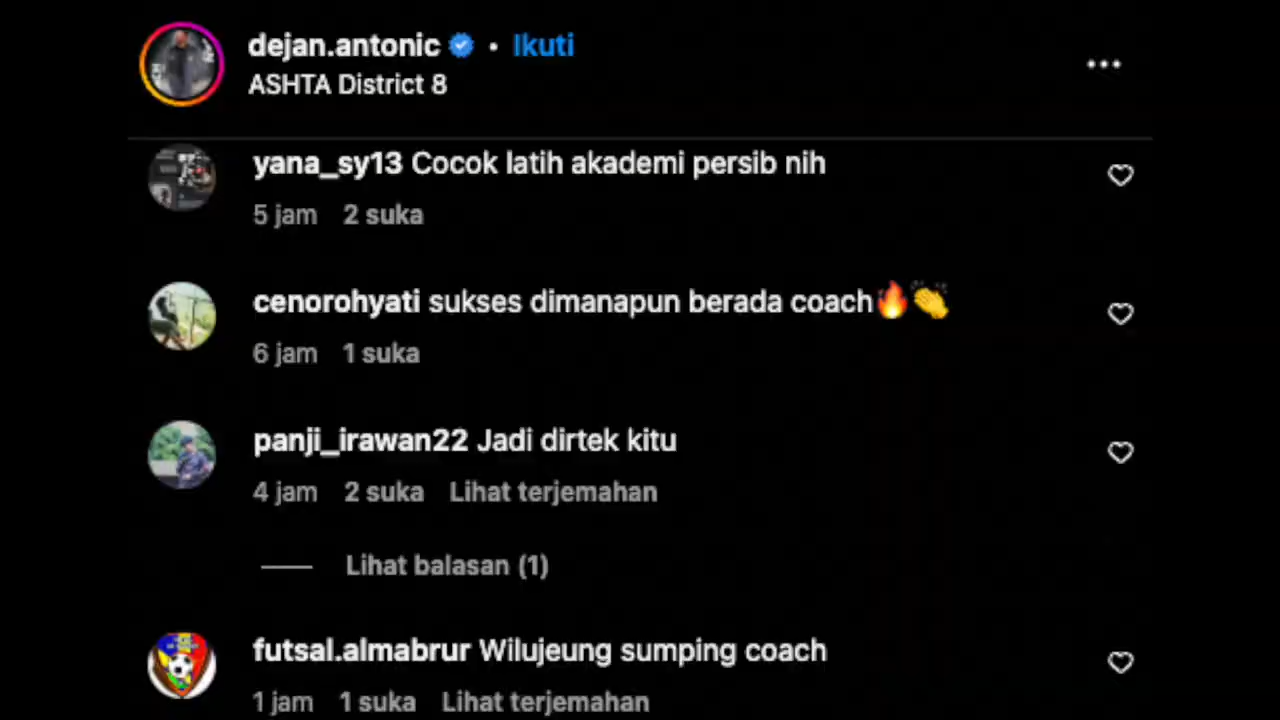 dejan.antonic • Ikuti
ASHTA District 8
yana_sy13 Cocok latih akademi persib nih
5 jam 2 suka
cenorohyati sukses dimanapun berada coach🔥👏
6 jam 1 suka
panji_irawan22 Jadi dirtek kitu
4 jam 2 suka Lihat terjemahan
Lihat balasan (1)
futsal.almabrur Wilujeung sumping coach
1 jam 1 suka Lihat terjemahan